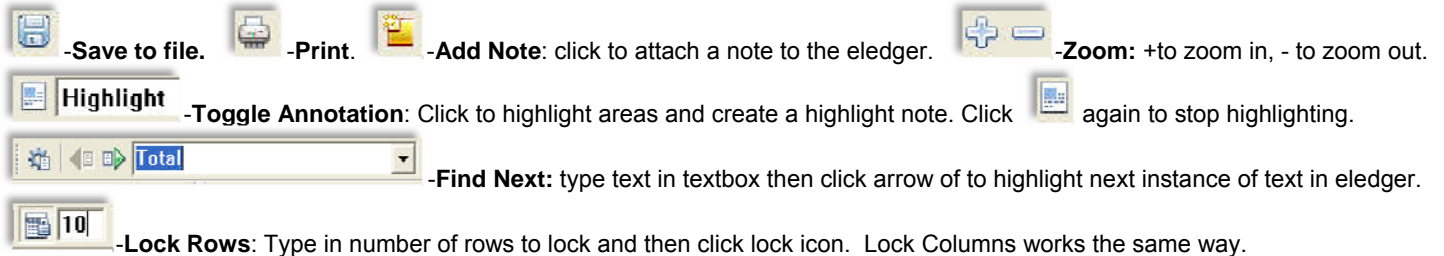 -Save to file. -Print. -Add Note: click to attach a note to the eledger. -Zoom: +to zoom in, - to zoom out.
Highlight -Toggle Annotation: Click to highlight areas and create a highlight note. Click again to stop highlighting.
Total -Find Next: type text in textbox then click arrow of to highlight next instance of text in eledger.
10 -Lock Rows: Type in number of rows to lock and then click lock icon. Lock Columns works the same way.